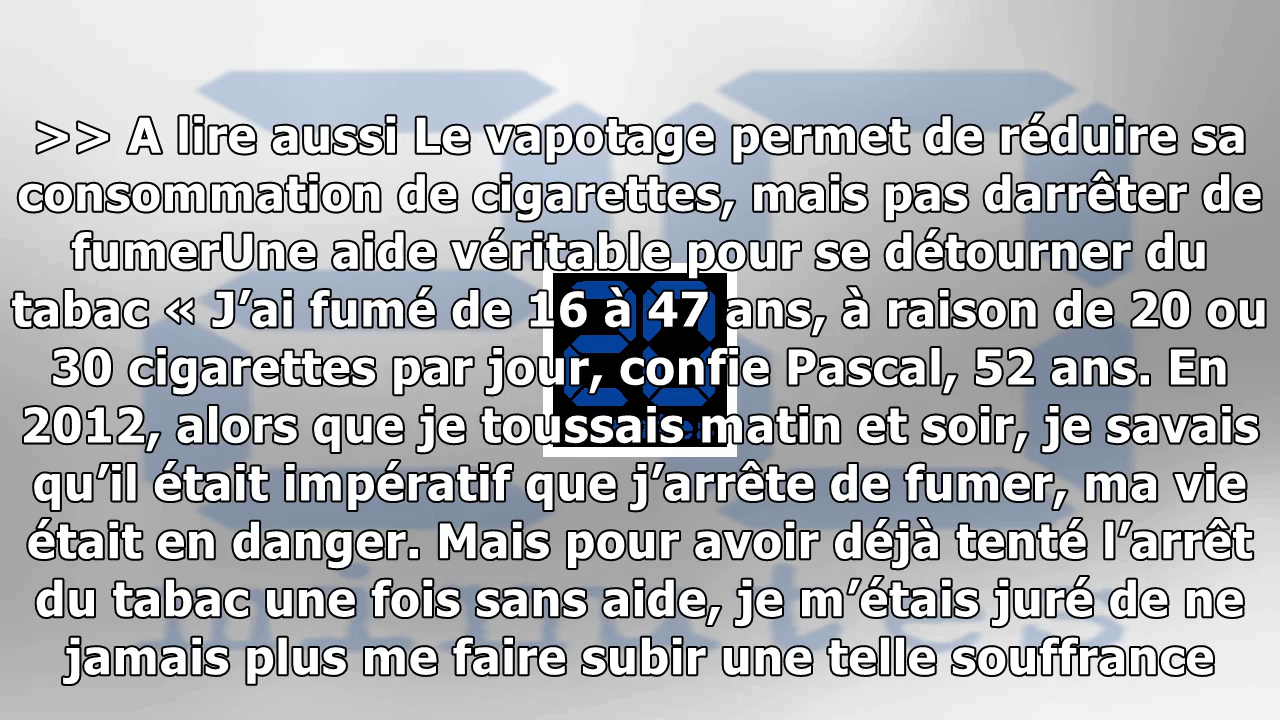 >> A lire aussi Le vapotage permet de réduire sa
consommation de cigarettes, mais pas darrêter de
fumerUne aide véritable pour se détourner du
tabac « J’ai fumé de 16 à 47 ans, à raison de 20 ou
30 cigarettes par jour, confie Pascal, 52 ans. En
2012, alors que je toussais matin et soir, je savais
qu’il était impératif que j’arrête de fumer, ma vie
était en danger. Mais pour avoir déjà tenté l’arrêt
du tabac une fois sans aide, je m’étais juré de ne
jamais plus me faire subir une telle souffrance
20
minutes